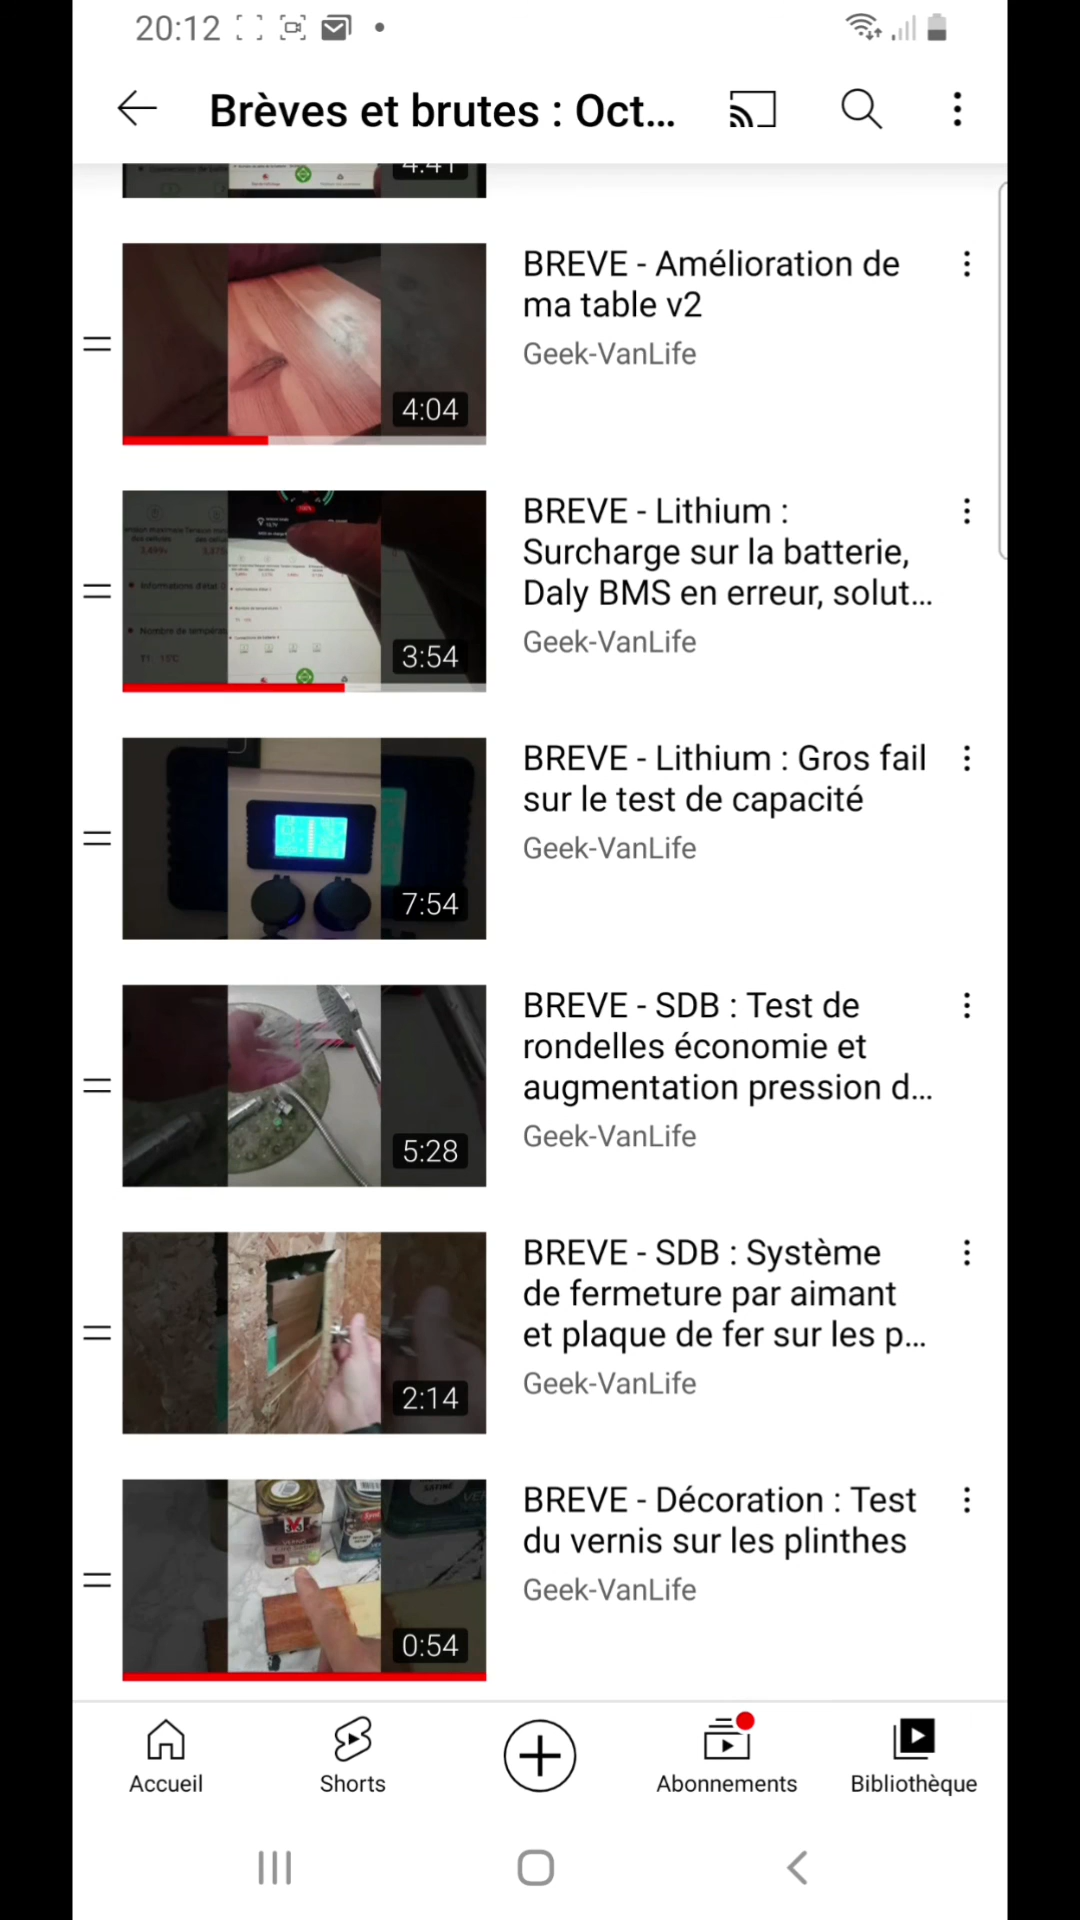 20:12
Brèves et brutes : Oct...
4:41
BREVE - Amélioration de
ma table v2
Geek-VanLife
4:04
BREVE - Lithium :
Surcharge sur la batterie,
Daly BMS en erreur, solut...
Geek-VanLife
3:54
BREVE - Lithium : Gros fail
sur le test de capacité
Geek-VanLife
7:54
BREVE - SDB : Test de
rondelles économie et
augmentation pression d...
Geek-VanLife
5:28
BREVE - SDB : Système
de fermeture par aimant
et plaque de fer sur les p...
Geek-VanLife
2:14
BREVE - Décoration : Test
du vernis sur les plinthes
Geek-VanLife
0:54
Accueil
Shorts
Abonnements
Bibliothèque